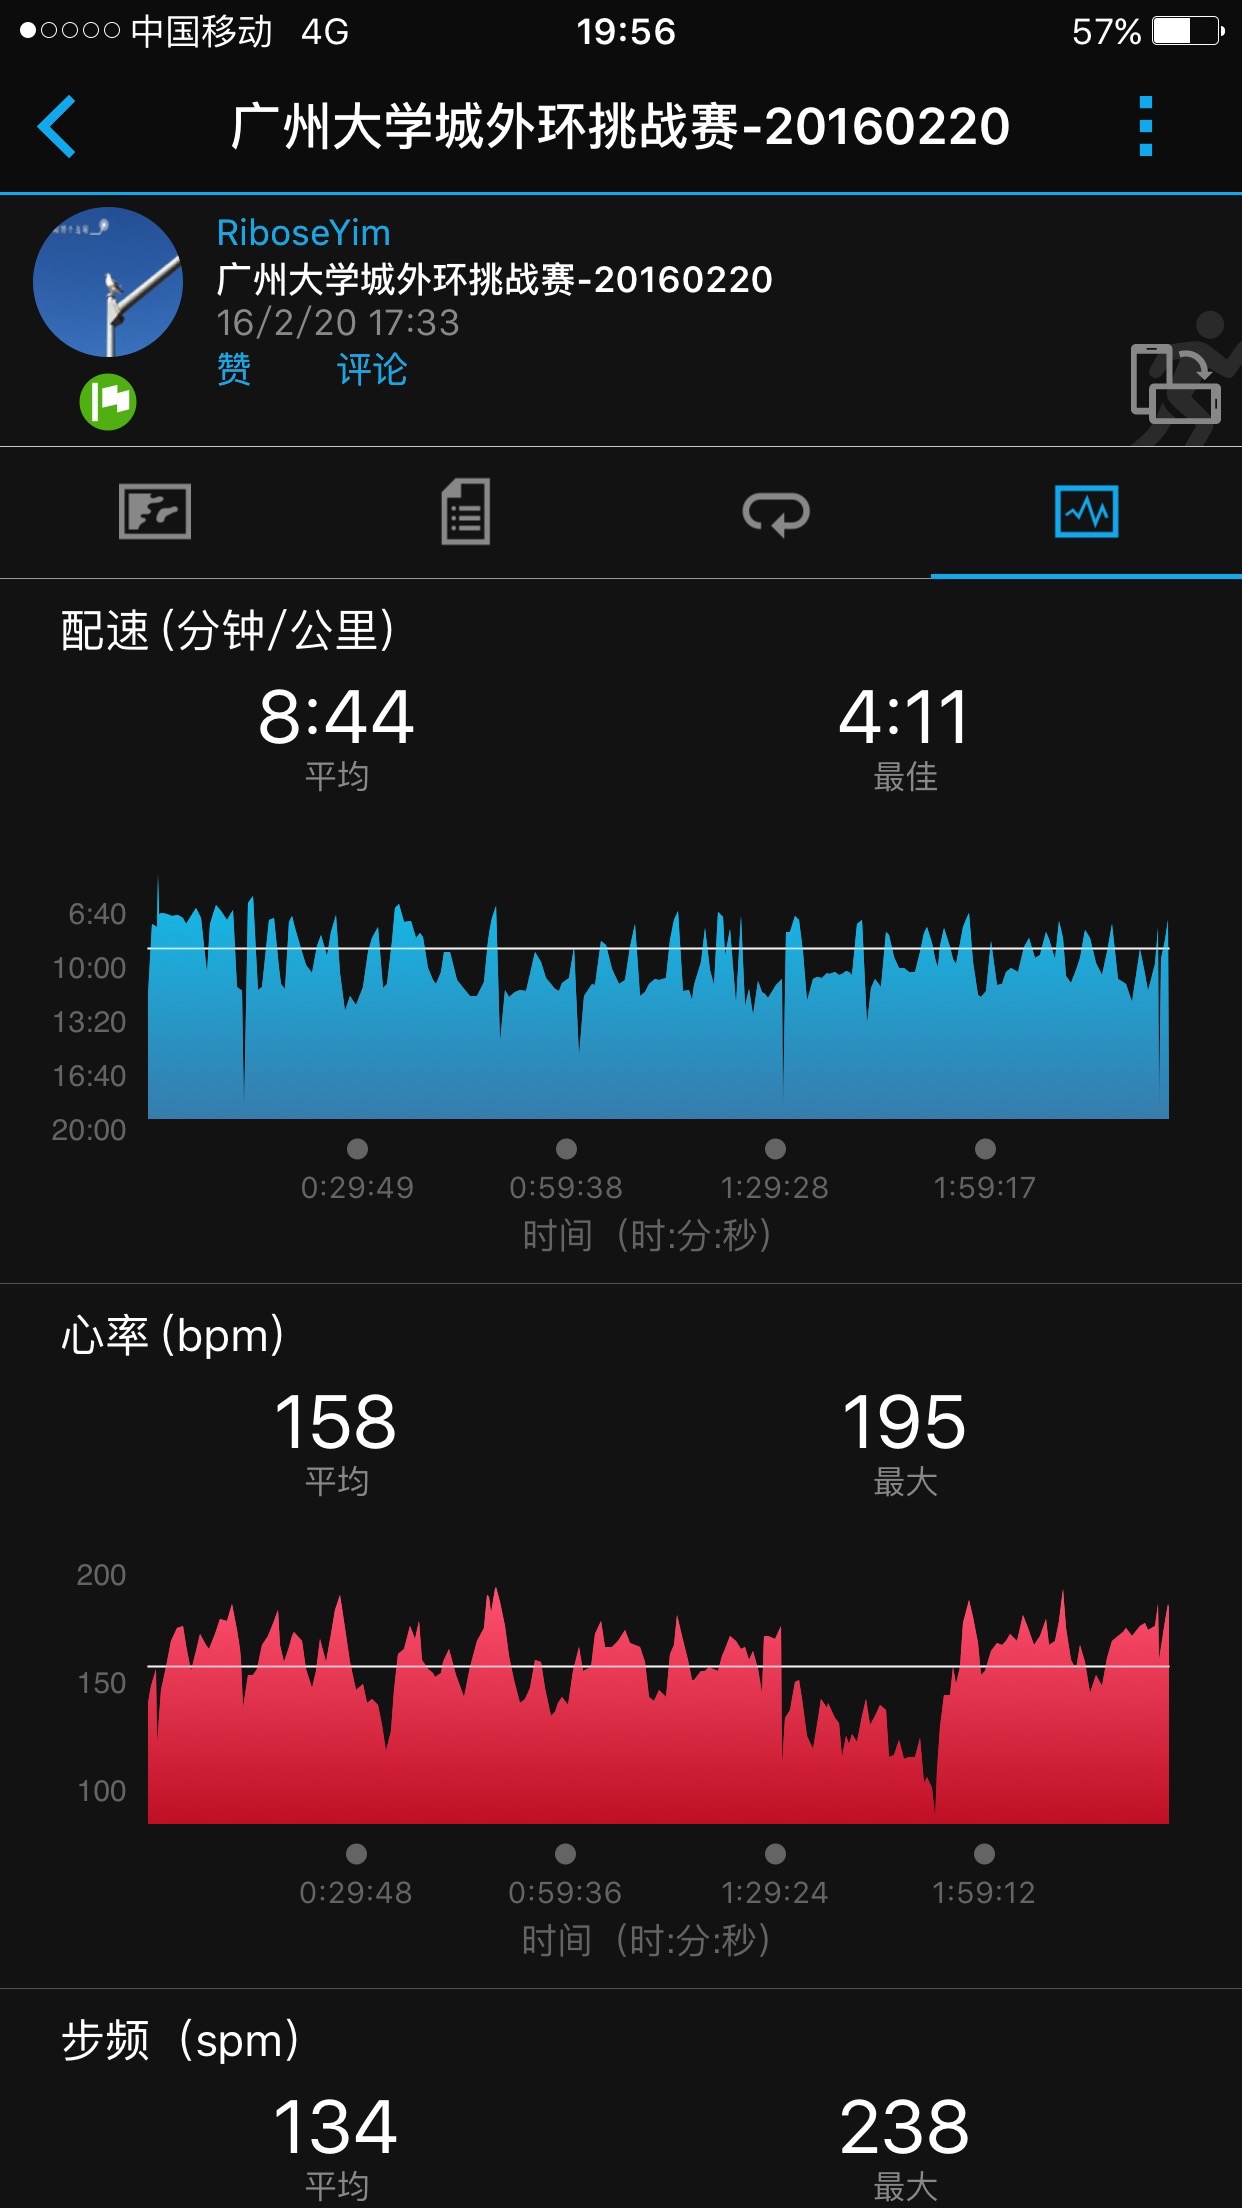 中国移动 4G 19:56 57%
广州大学城外环挑战赛-20160220
RiboseYim
广州大学城外环挑战赛-20160220
16/2/20 17:33
赞 评论
配速 (分钟/公里)
8:44 4:11
平均 最佳
6:40
10:00
13:20
16:40
20:00
0:29:49 0:59:38 1:29:28 1:59:17
时间（时:分:秒）
心率 (bpm)
158 195
平均 最大
200
150
100
0:29:48 0:59:36 1:29:24 1:59:12
时间（时:分:秒）
步频（spm）
134 238
平均 最大